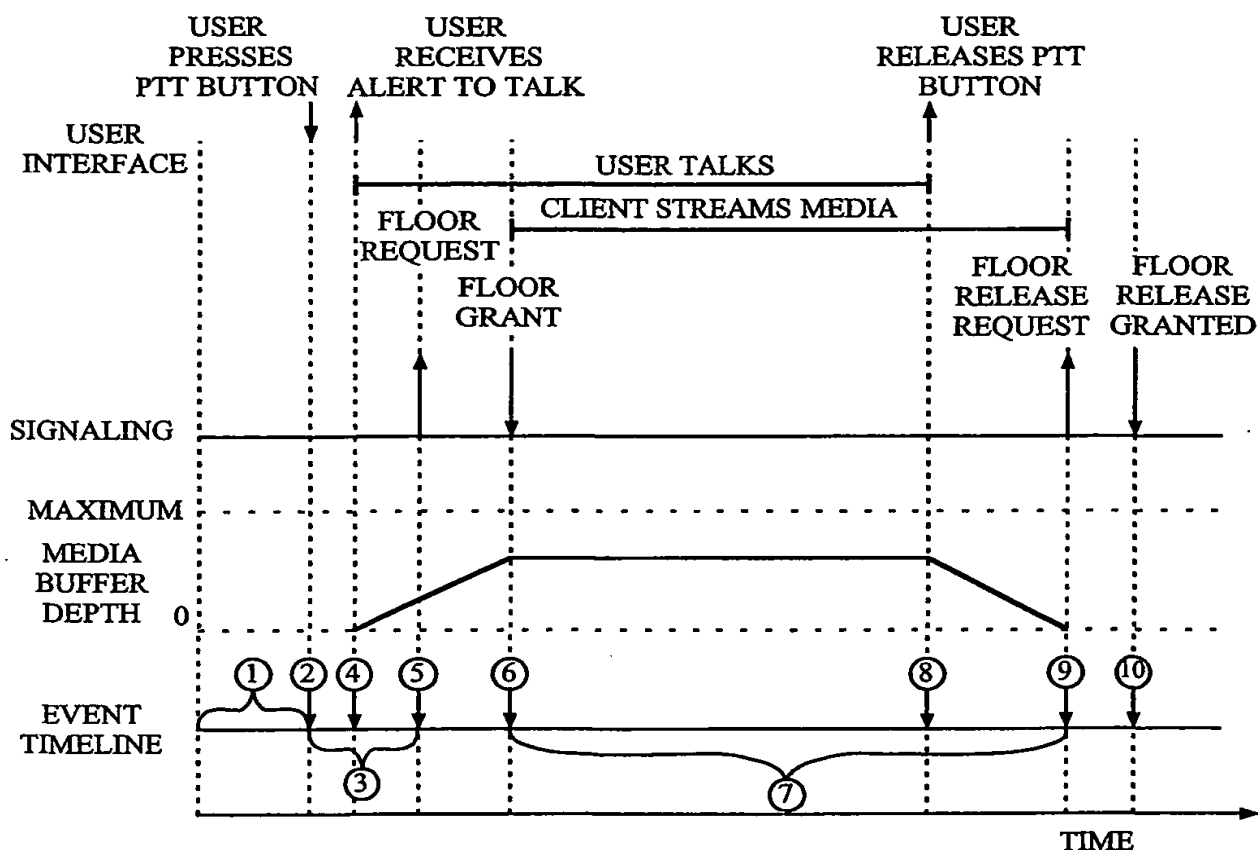 USER
PRESSES
PTT BUTTON
USER
RECEIVES
ALERT TO TALK
USER
RELEASES PTT
BUTTON
USER
INTERFACE
USER TALKS
CLIENT STREAMS MEDIA
FLOOR
REQUEST
FLOOR
GRANT
FLOOR
RELEASE
REQUEST
FLOOR
RELEASE
GRANTED
SIGNALING
MAXIMUM
MEDIA
BUFFER
DEPTH
0
1
2
4
5
6
8
9
10
EVENT
TIMELINE
3
7
TIME